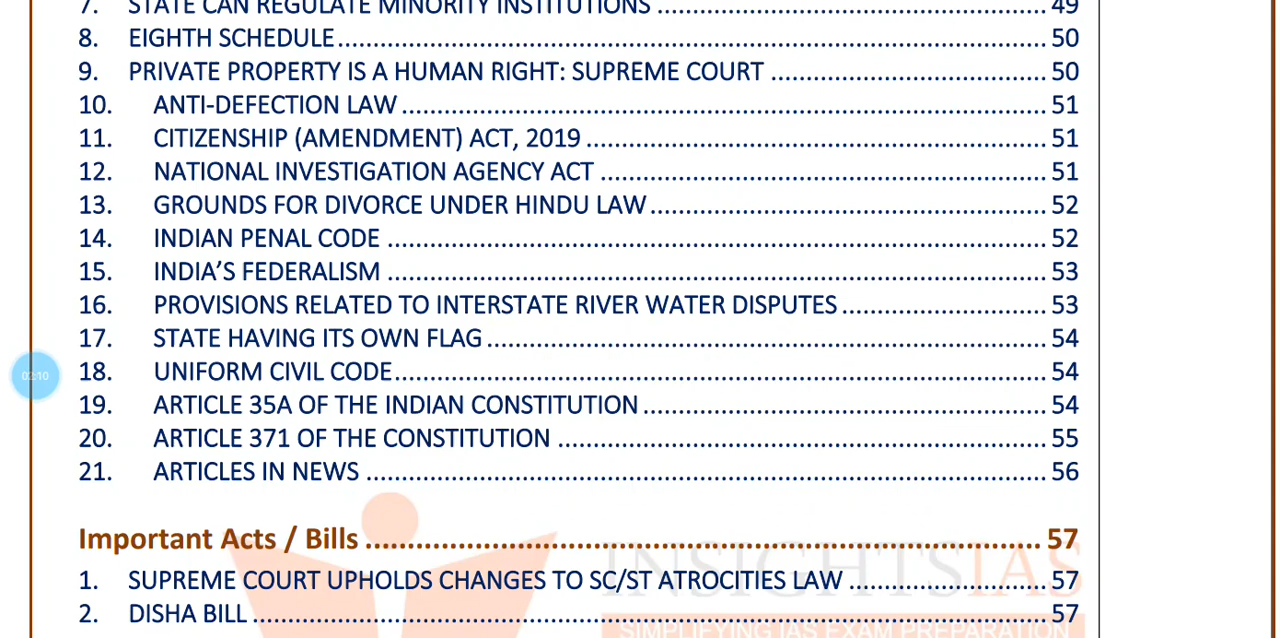 7. STATE CAN REGULATE MINORITY INSTITUTIONS ........ 49
8. EIGHTH SCHEDULE ........ 50
9. PRIVATE PROPERTY IS A HUMAN RIGHT: SUPREME COURT ........ 50
10. ANTI-DEFECTION LAW ........ 51
11. CITIZENSHIP (AMENDMENT) ACT, 2019 ........ 51
12. NATIONAL INVESTIGATION AGENCY ACT ........ 51
13. GROUNDS FOR DIVORCE UNDER HINDU LAW ........ 52
14. INDIAN PENAL CODE ........ 52
15. INDIA'S FEDERALISM ........ 53
16. PROVISIONS RELATED TO INTERSTATE RIVER WATER DISPUTES ........ 53
17. STATE HAVING ITS OWN FLAG ........ 54
02:10
18. UNIFORM CIVIL CODE ........ 54
19. ARTICLE 35A OF THE INDIAN CONSTITUTION ........ 54
20. ARTICLE 371 OF THE CONSTITUTION ........ 55
21. ARTICLES IN NEWS ........ 56
Important Acts / Bills ........ 57
INSIGHTSIAS
1. SUPREME COURT UPHOLDS CHANGES TO SC/ST ATROCITIES LAW ........ 57
2. DISHA BILL ........ 57
SIMPLIFYING IAS EXAM PREPARATION